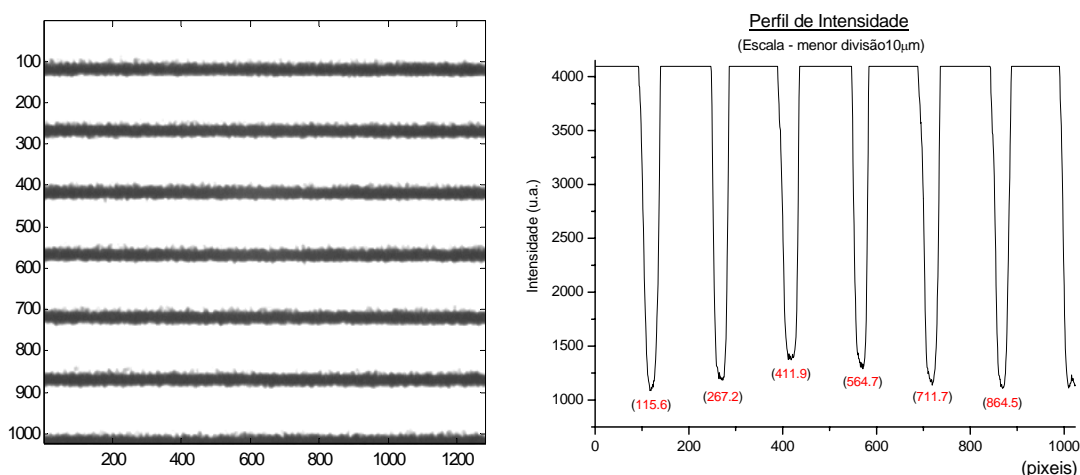 100
200
300
400
500
600
700
800
900
1000
200 400 600 800 1000 1200
Perfil de Intensidade
(Escala - menor divisão10μm)
4000
3500
3000
2500
2000
1500
1000
Intensidade (u.a.)
(115.6) (267.2) (411.9) (564.7) (711.7) (864.5)
0 200 400 600 800 1000
(pixeis)